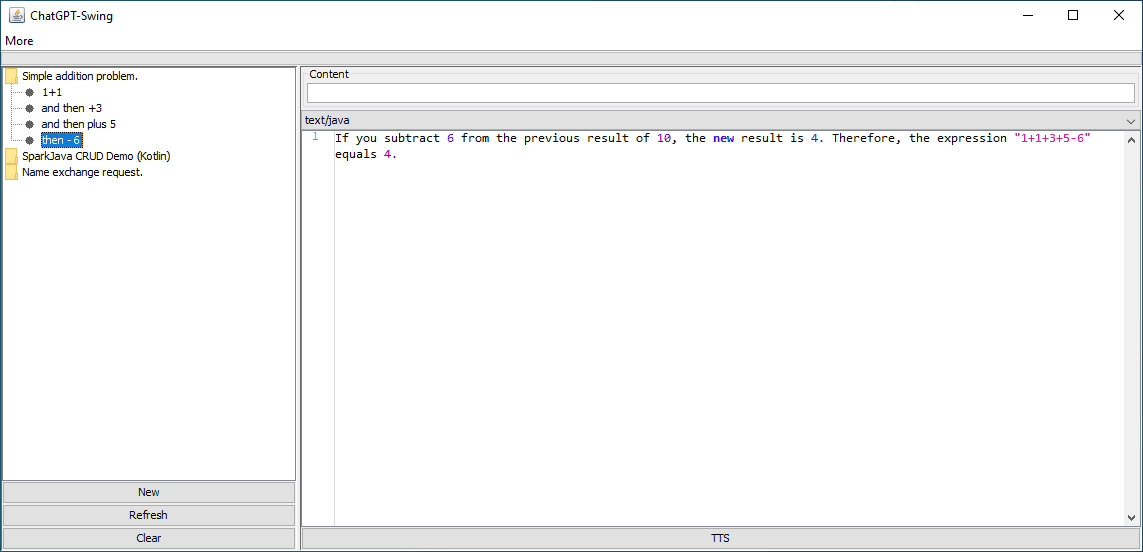 ChatGPT-Swing
More
Simple addition problem.
1+1
and then +3
and then plus 5
then - 6
SparkJava CRUD Demo (Kotlin)
Name exchange request.
New
Refresh
Clear
Content
text/java
1 If you subtract 6 from the previous result of 10, the new result is 4. Therefore, the expression "1+1+3+5-6"
equals 4.
TTS